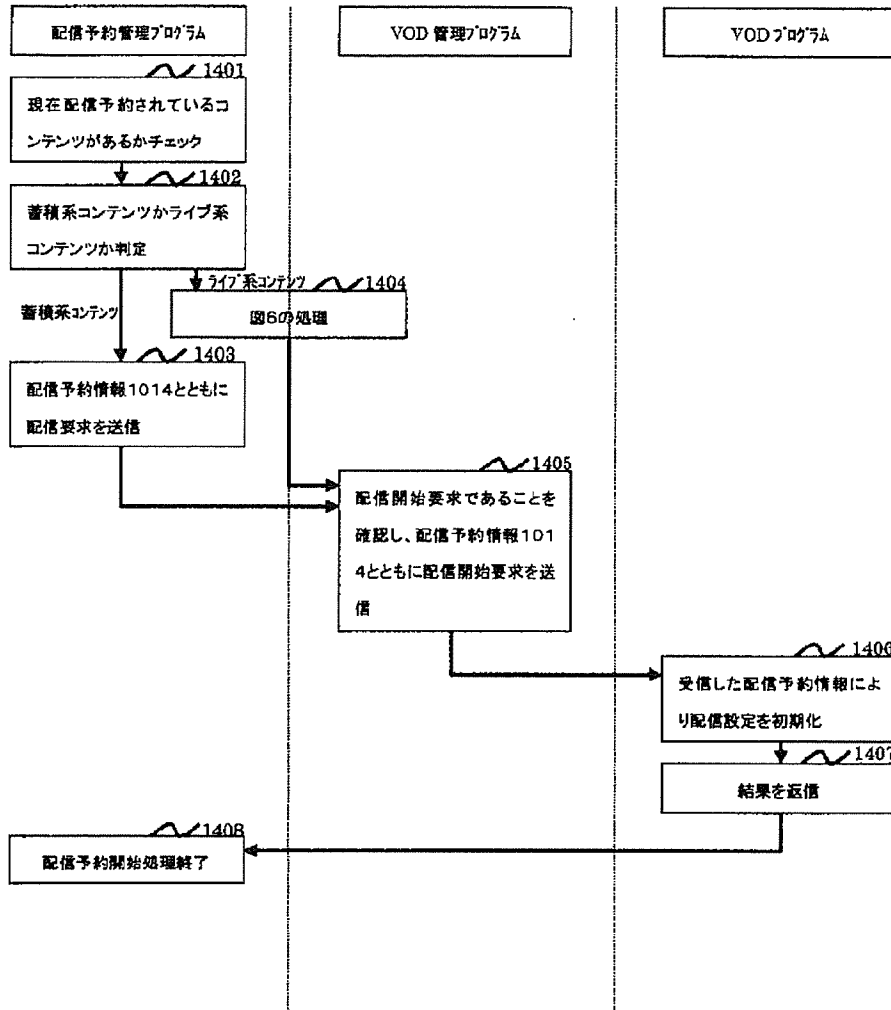 配信予約管理プログラム
VOD 管理プログラム
VOD プログラム
1401
現在配信予約されているコ
ンテンツがあるかチェック
1402
蓄積系コンテンツかライブ系
コンテンツか判定
ライブ系コンテンツ
1404
蓄積系コンテンツ
図6の処理
1403
配信予約情報1014とともに
配信要求を送信
1405
配信開始要求であることを
確認し、配信予約情報101
4とともに配信開始要求を送
信
1406
受信した配信予約情報によ
り配信設定を初期化
1407
結果を返信
1408
配信予約開始処理終了